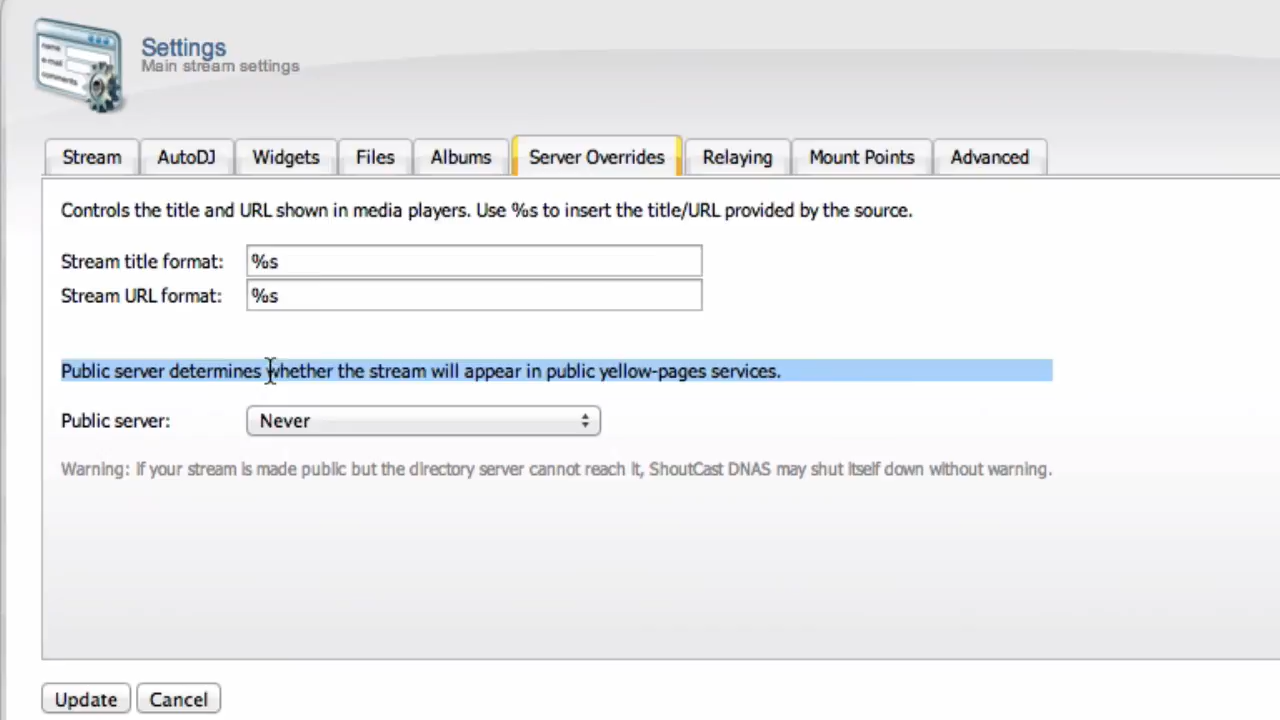 Settings
Main stream settings
Stream AutoDJ Widgets Files Albums Server Overrides Relaying Mount Points Advanced
Controls the title and URL shown in media players. Use %s to insert the title/URL provided by the source.
Stream title format: %s
Stream URL format: %s
Public server determines whether the stream will appear in public yellow-pages services.
Public server: Never
Warning: If your stream is made public but the directory server cannot reach it, ShoutCast DNAS may shut itself down without warning.
Update Cancel